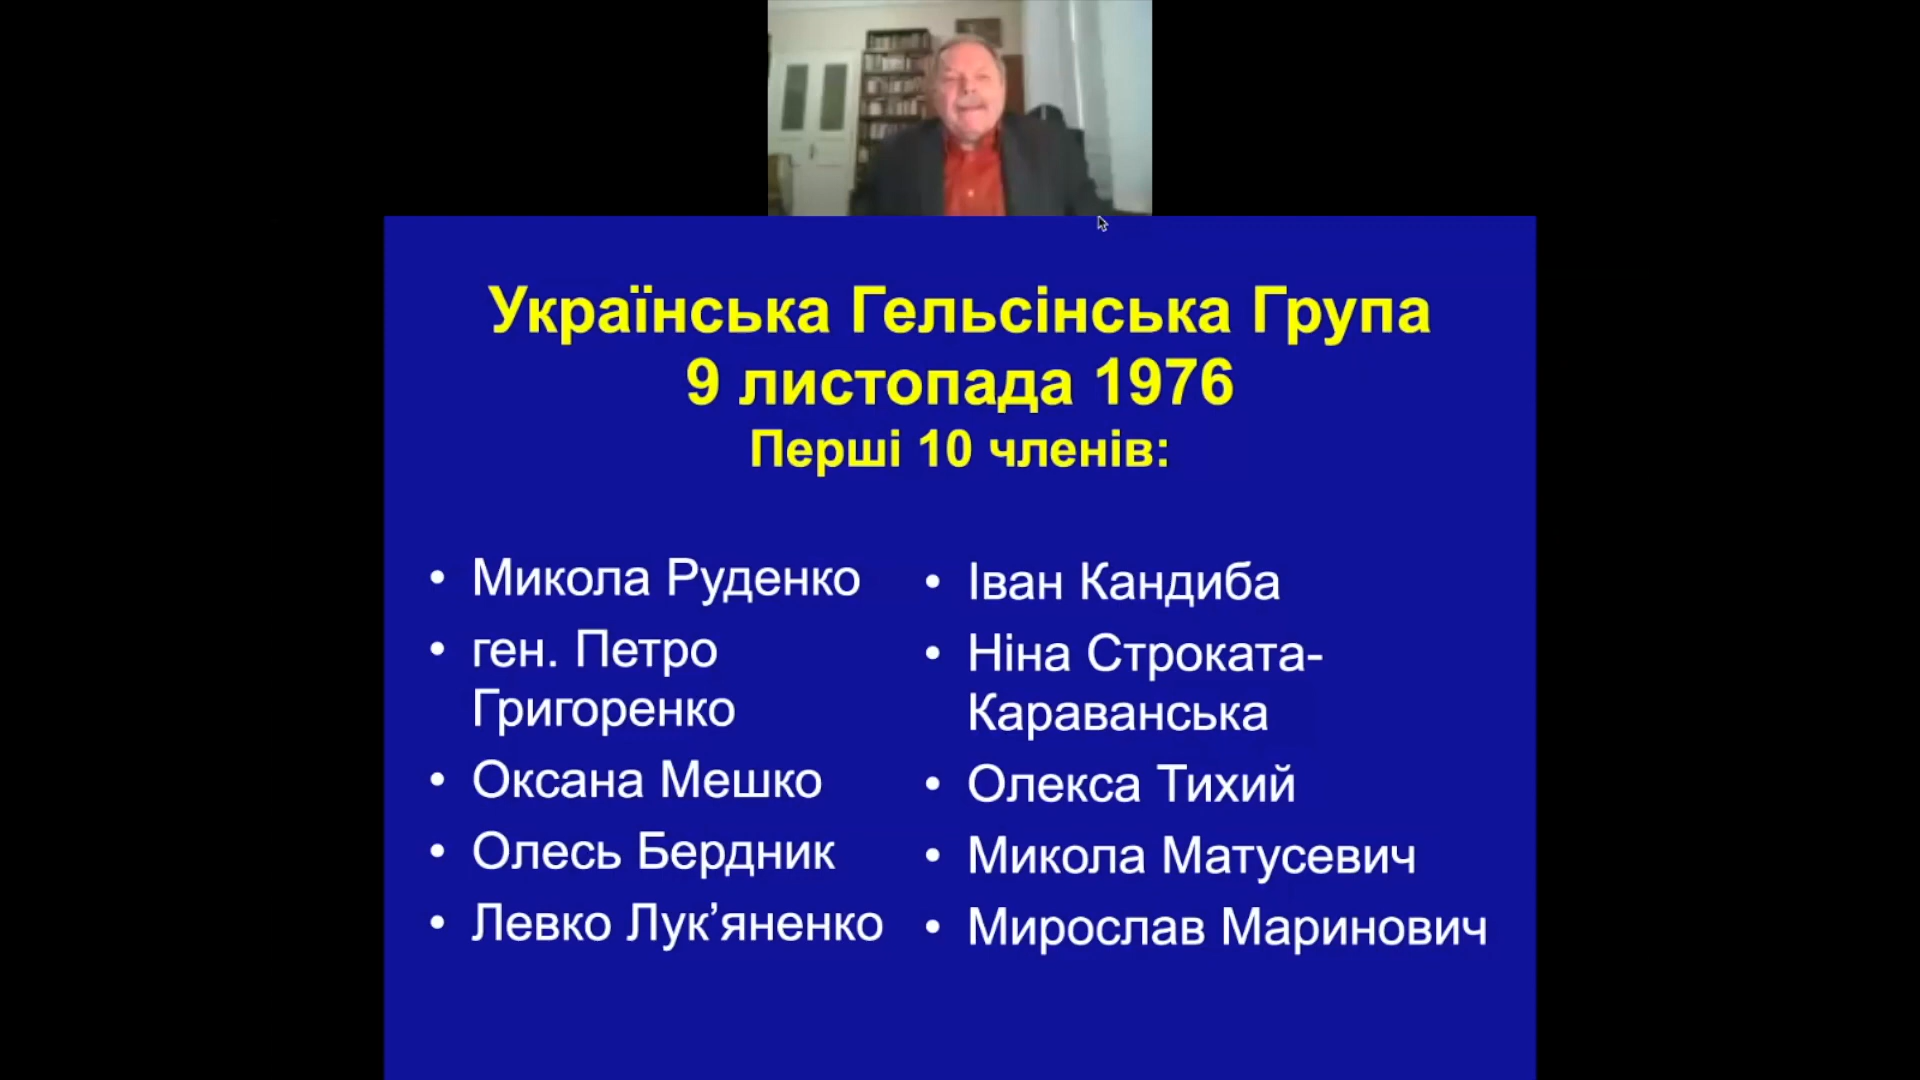 Українська Гельсінська Група
9 листопада 1976
Перші 10 членів:
• Микола Руденко
• ген. Петро
Григоренко
• Оксана Мешко
• Олесь Бердник
• Левко Лук’яненко
• Іван Кандиба
• Ніна Строката-
Караванська
• Олекса Тихий
• Микола Матусевич
• Мирослав Маринович